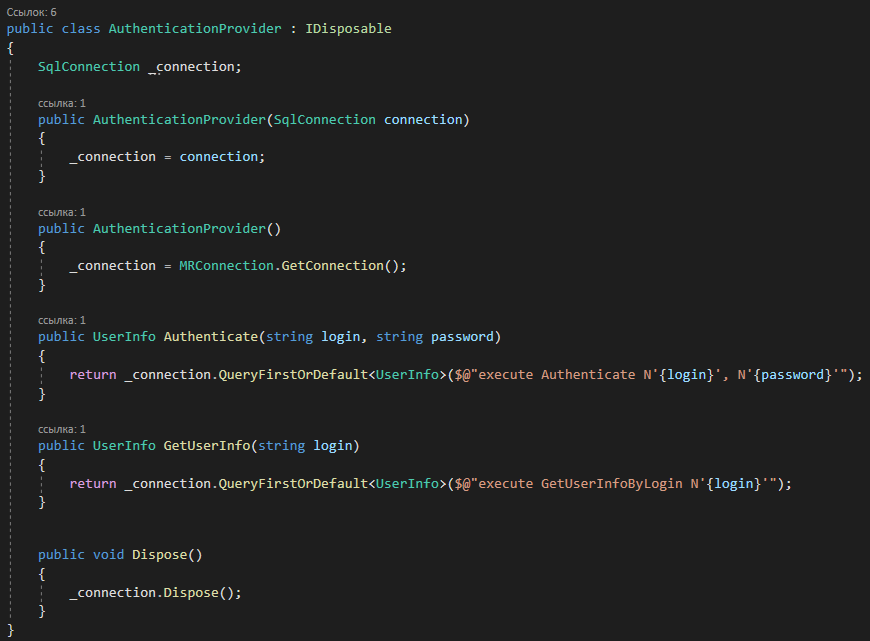 Ссылок: 6
public class AuthenticationProvider : IDisposable
{
SqlConnection _connection;
ссылка: 1
public AuthenticationProvider(SqlConnection connection)
{
_connection = connection;
}
ссылка: 1
public AuthenticationProvider()
{
_connection = MRConnection.GetConnection();
}
ссылка: 1
public UserInfo Authenticate(string login, string password)
{
return _connection.QueryFirstOrDefault<UserInfo>($@"execute Authenticate N'{login}', N'{password}'");
}
ссылка: 1
public UserInfo GetUserInfo(string login)
{
return _connection.QueryFirstOrDefault<UserInfo>($@"execute GetUserInfoByLogin N'{login}'");
}
public void Dispose()
{
_connection.Dispose();
}
}